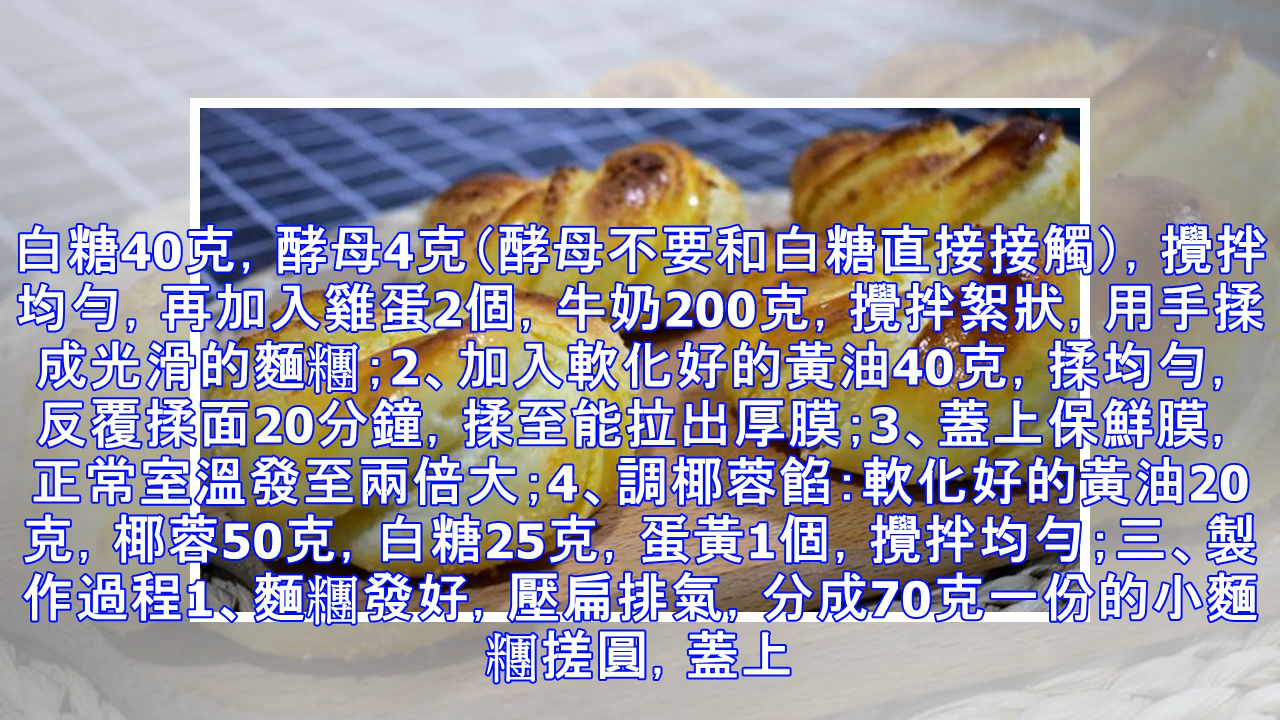 白糖40克, 酵母4克(酵母不要和白糖直接接觸), 攪拌
均勻, 再加入雞蛋2個, 牛奶200克, 攪拌絮狀, 用手揉
成光滑的麵糰;2、加入軟化好的黃油40克, 揉均勻,
反覆揉面20分鐘, 揉至能拉出厚膜;3、蓋上保鮮膜,
正常室溫發至兩倍大;4、調椰蓉餡:軟化好的黃油20
克, 椰蓉50克, 白糖25克, 蛋黃1個, 攪拌均勻;三、製
作過程1、麵糰發好, 壓扁排氣, 分成70克一份的小麵
糰搓圓, 蓋上